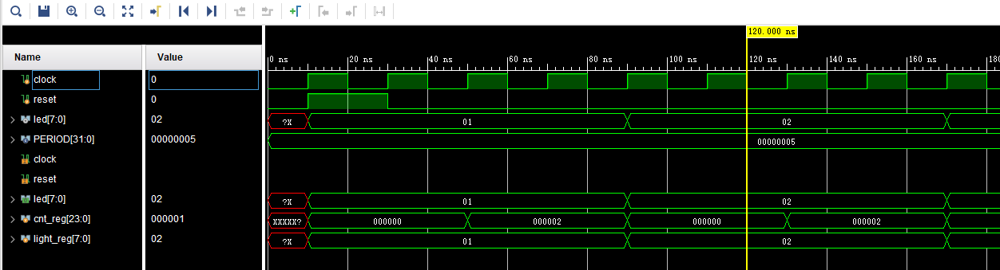 120.000 ns
Name Value
0 ns 20 ns 40 ns 60 ns 80 ns 100 ns 120 ns 140 ns 160 ns 180
clock 0
reset 0
led[7:0] 02 ?X 01 02
PERIOD[31:0] 00000005 00000005
clock
reset
led[7:0] 02 ?X 01 02
cnt_reg[23:0] 000001 XXXXX? 000000 000002 000000 000002
light_reg[7:0] 02 ?X 01 02